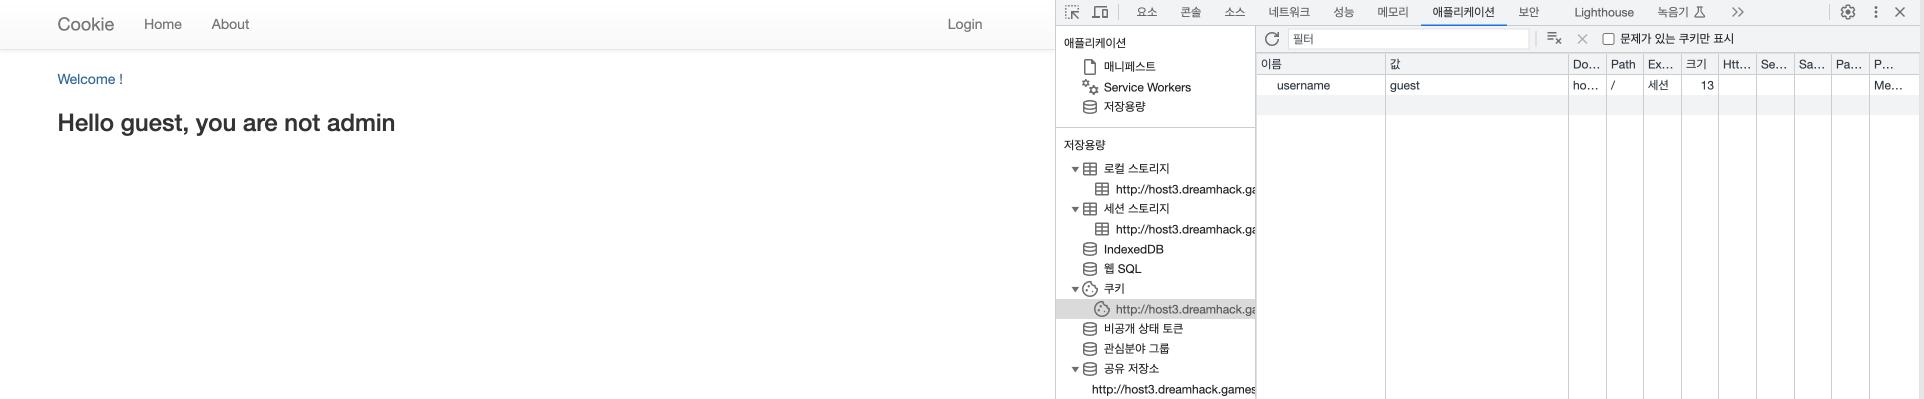 Cookie Home About Login
Welcome !
Hello guest, you are not admin
요소 콘솔 소스 네트워크 성능 메모리 애플리케이션 보안 Lighthouse 녹음기
애플리케이션
매니페스트
Service Workers
저장용량
저장용량
로컬 스토리지
http://host3.dreamhack.ga
세션 스토리지
http://host3.dreamhack.ga
IndexedDB
웹 SQL
쿠키
http://host3.dreamhack.ga
비공개 상태 토큰
관심분야 그룹
공유 저장소
http://host3.dreamhack.games
필터 문제가 있는 쿠키만 표시
이름 값 Do... Path Ex... 크기 Htt... Se... Sa... Pa... P...
username guest ho... / 세션 13 Me...